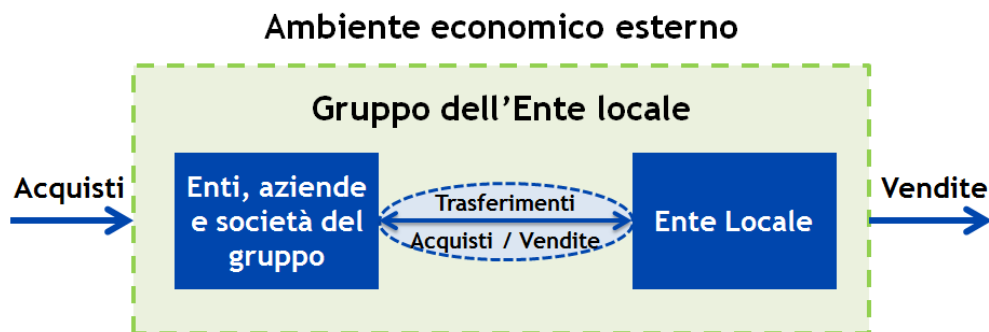 Ambiente economico esterno
Gruppo dell'Ente locale
Acquisti
Enti, aziende
e società del
gruppo
Trasferimenti
Acquisti / Vendite
Ente Locale
Vendite